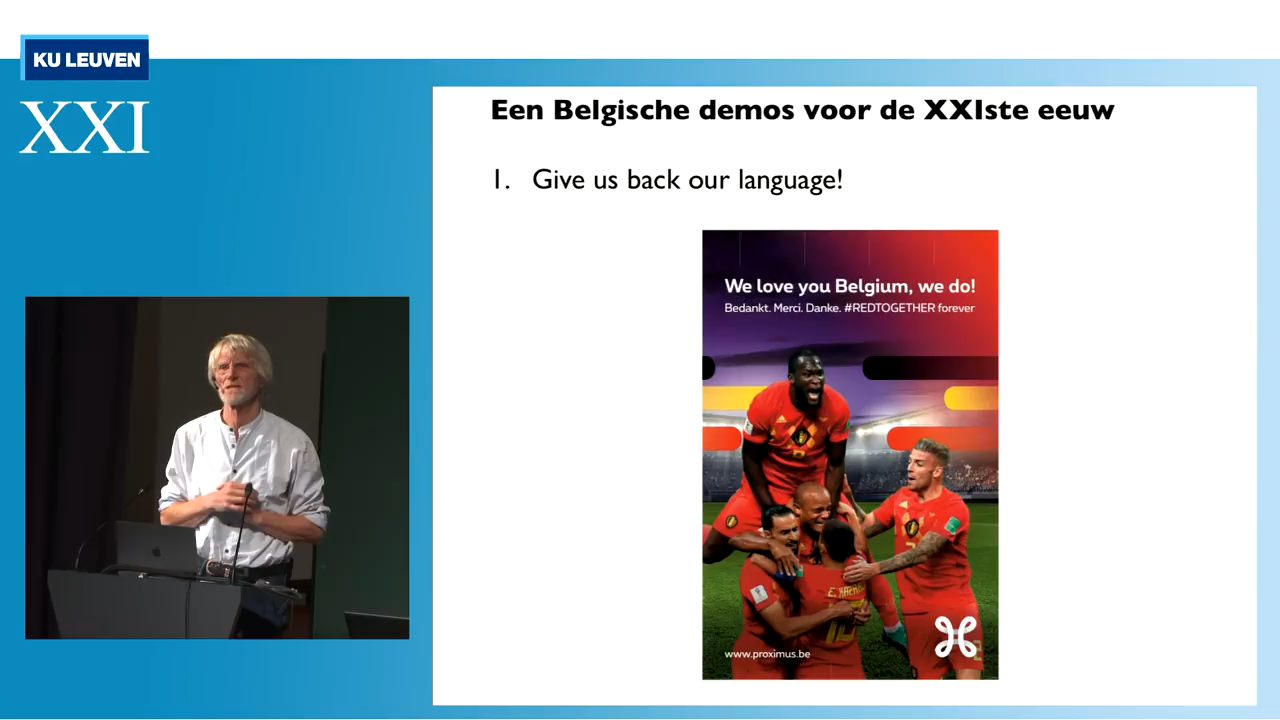 KU LEUVEN
XXI
Een Belgische demos voor de XXIste eeuw
1. Give us back our language!
We love you Belgium, we do!
Bedankt. Merci. Danke. #REDTOGETHER forever
10
www.proximus.be